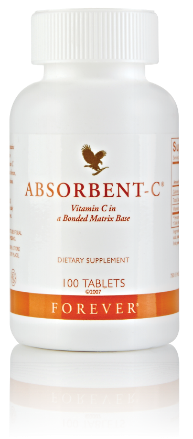 ABSORBENT-C®
Vitamin C in
a Bonded Matrix Base
DIETARY SUPPLEMENT
100 TABLETS
FOREVER®